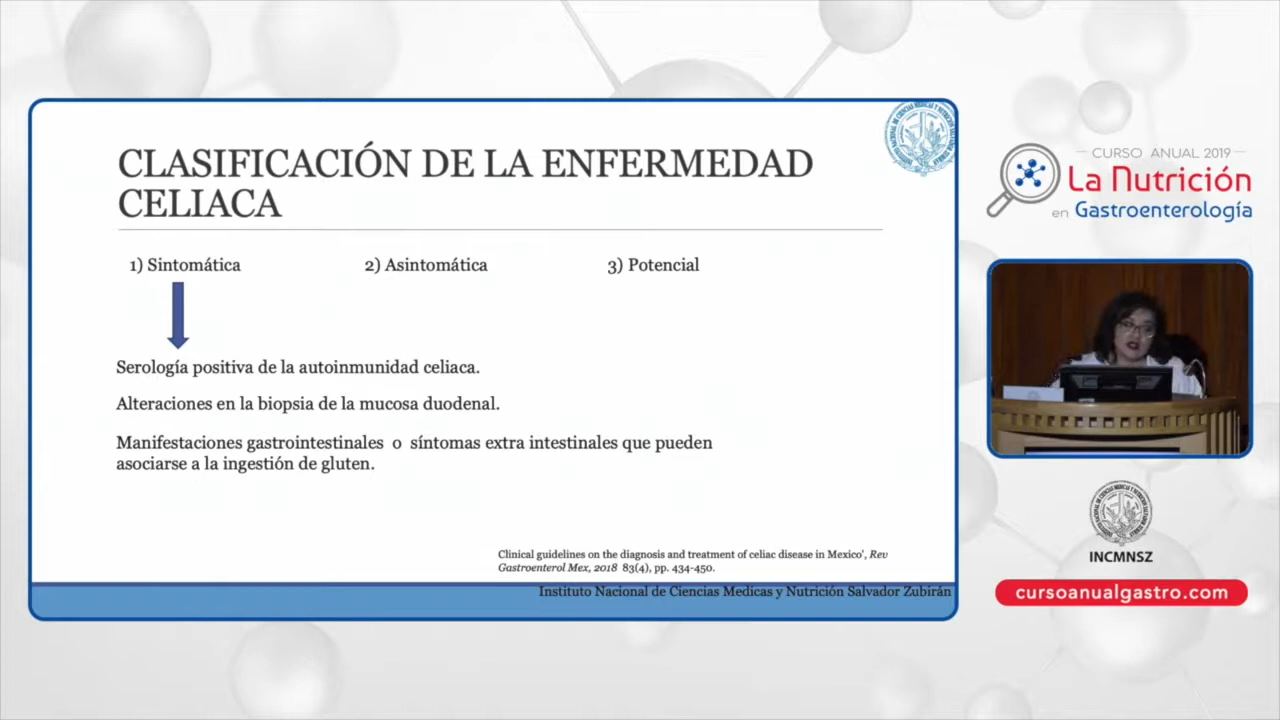 CLASIFICACIÓN DE LA ENFERMEDAD
CELIACA
1) Sintomática
2) Asintomática
3) Potencial
Serología positiva de la autoinmunidad celiaca.
Alteraciones en la biopsia de la mucosa duodenal.
Manifestaciones gastrointestinales o síntomas extra intestinales que pueden
asociarse a la ingestión de gluten.
Clinical guidelines on the diagnosis and treatment of celiac disease in Mexico', Rev
Gastroenterol Mex, 2018 83(4), pp. 434-450.
Instituto Nacional de Ciencias Medicas y Nutrición Salvador Zubirán
CURSO ANUAL 2019
La Nutrición
en Gastroenterología
INCMNSZ
cursoanualgastro.com